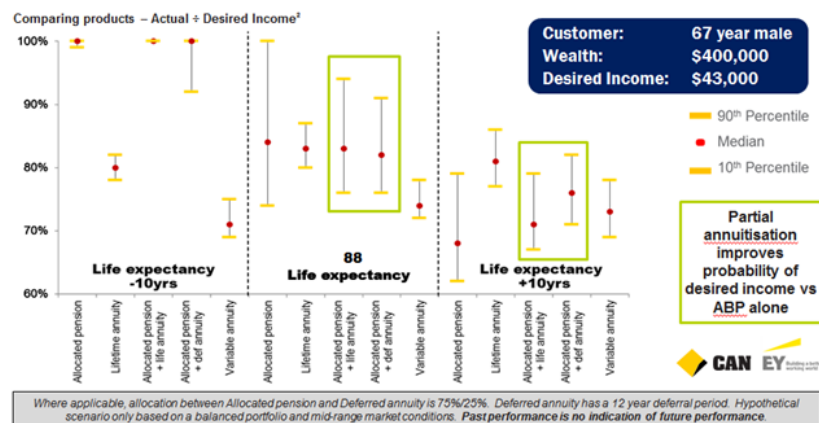 Comparing products – Actual ÷ Desired Income²
Customer: 67 year male
Wealth: $400,000
Desired Income: $43,000
100%
90%
80%
70%
60%
90th Percentile
Median
10th Percentile
Life expectancy
-10yrs
88
Life expectancy
Life expectancy
+10yrs
Partial
annuitisation
improves
probability of
desired income vs
ABP alone
Allocated pension
Lifetime annuity
Allocated pension
+ life annuity
Allocated pension
+ def annuity
Variable annuity
Allocated pension
Lifetime annuity
Allocated pension
+ life annuity
Allocated pension
+ def annuity
Variable annuity
Allocated pension
Lifetime annuity
Allocated pension
+ life annuity
Allocated pension
+ def annuity
Variable annuity
CAN
EY
Building a better
working world
Where applicable, allocation between Allocated pension and Deferred annuity is 75%/25%. Deferred annuity has a 12 year deferral period. Hypothetical
scenario only based on a balanced portfolio and mid-range market conditions. Past performance is no indication of future performance.